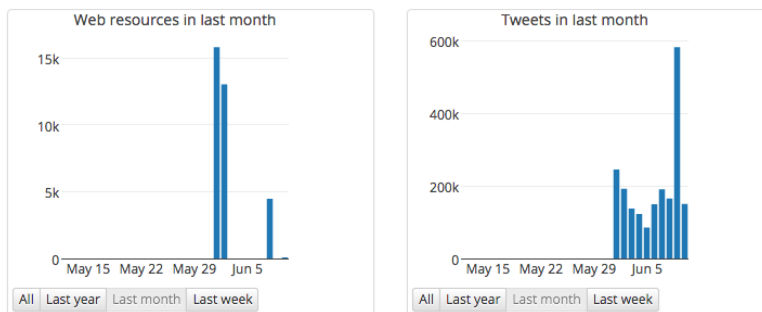 Web resources in last month
15k
10k
5k
0
May 15 May 22 May 29 Jun 5
All Last year Last month Last week
Tweets in last month
600k
400k
200k
0
May 15 May 22 May 29 Jun 5
All Last year Last month Last week